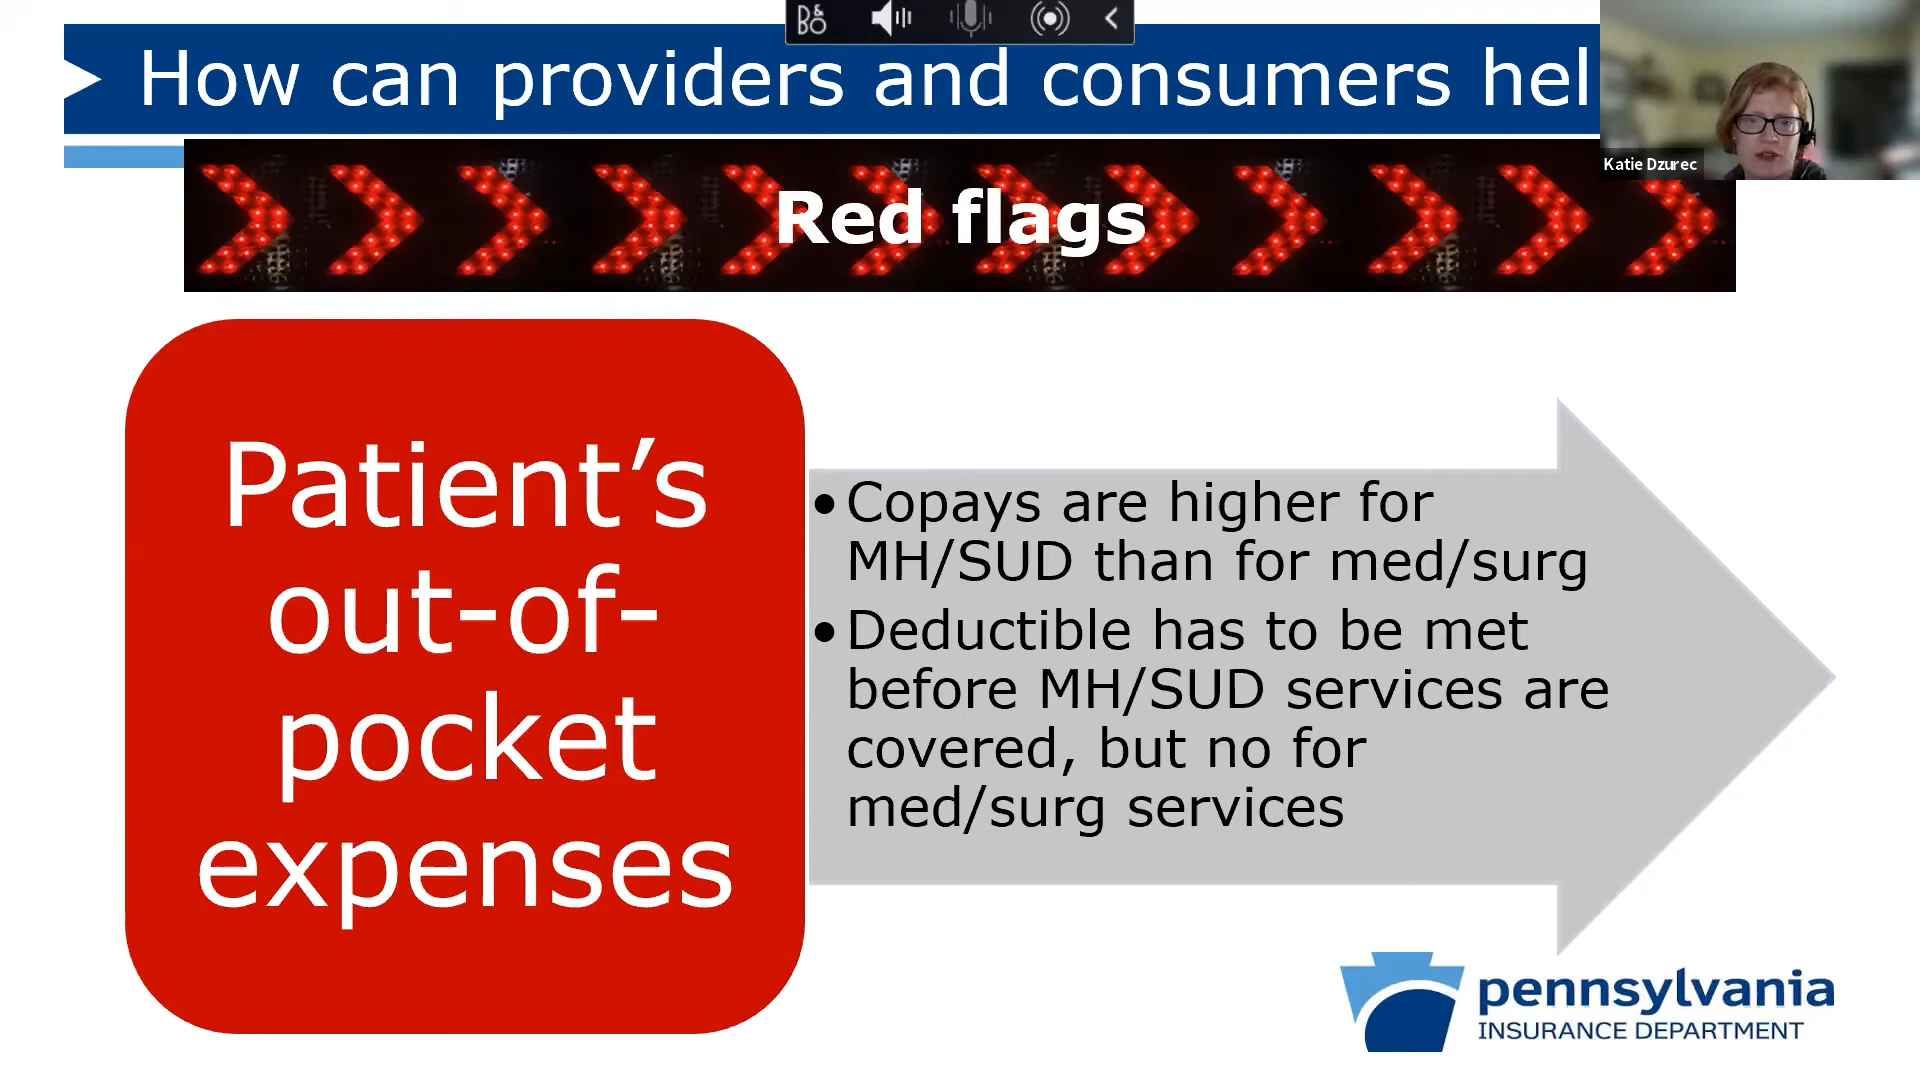 B&O
How can providers and consumers hel
Katie Dzurec
Red flags
Patient’s
out-of-
pocket
expenses
•Copays are higher for
MH/SUD than for med/surg
•Deductible has to be met
before MH/SUD services are
covered, but no for
med/surg services
pennsylvania
INSURANCE DEPARTMENT